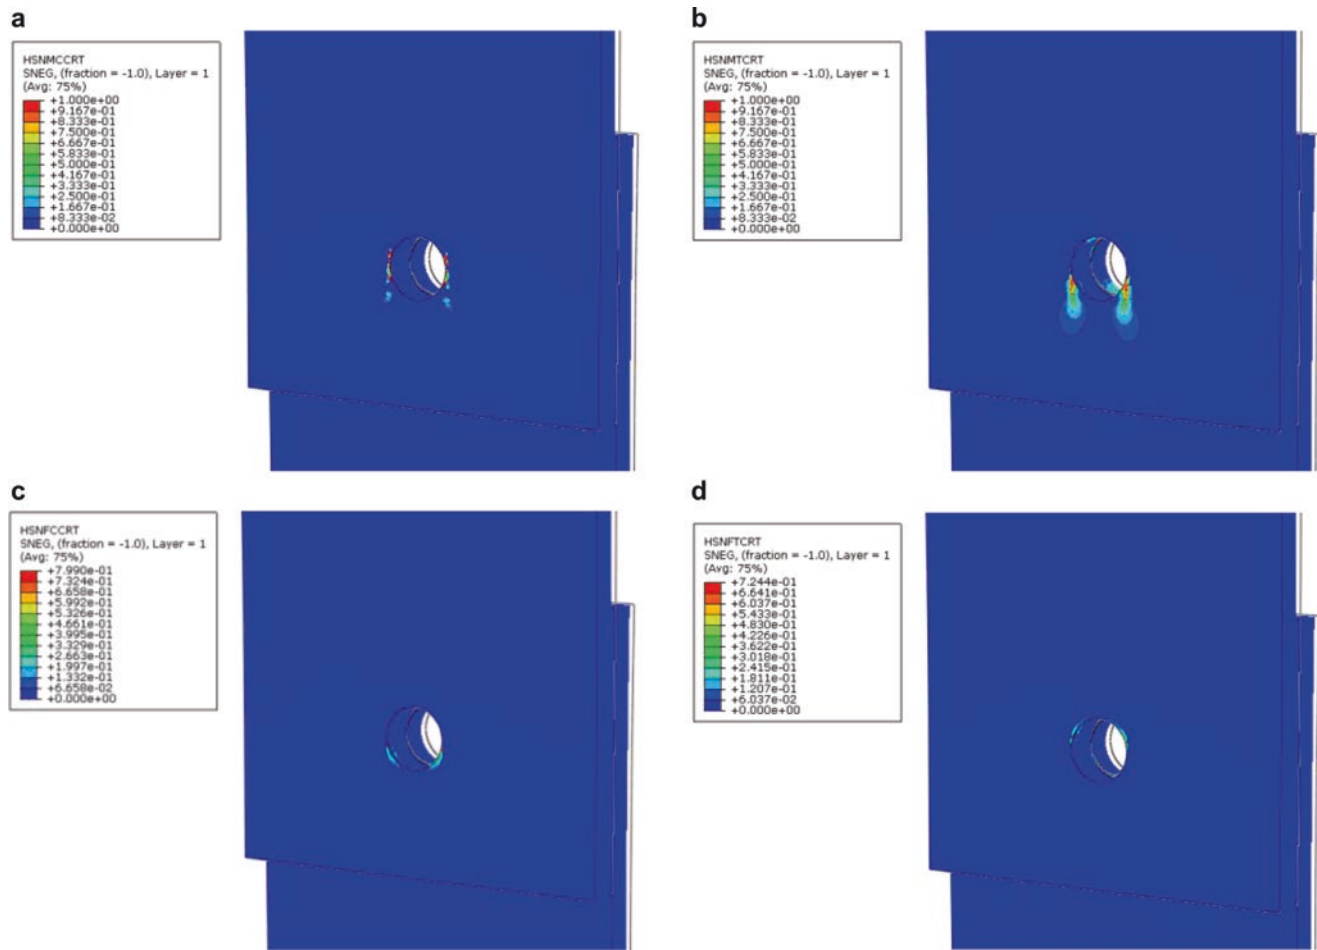 a
HSNMCCRT
SNEG, (fraction = -1.0), Layer = 1
(Avg: 75%)
+1.000e+00
+9.167e-01
+8.333e-01
+7.500e-01
+6.667e-01
+5.833e-01
+5.000e-01
+4.167e-01
+3.333e-01
+2.500e-01
+1.667e-01
+8.333e-02
+0.000e+00
b
HSNMTCRT
SNEG, (fraction = -1.0), Layer = 1
(Avg: 75%)
+1.000e+00
+9.167e-01
+8.333e-01
+7.500e-01
+6.667e-01
+5.833e-01
+5.000e-01
+4.167e-01
+3.333e-01
+2.500e-01
+1.667e-01
+8.333e-02
+0.000e+00
c
HSNFCCRT
SNEG, (fraction = -1.0), Layer = 1
(Avg: 75%)
+7.990e-01
+7.324e-01
+6.658e-01
+5.992e-01
+5.326e-01
+4.661e-01
+3.995e-01
+3.329e-01
+2.663e-01
+1.997e-01
+1.332e-01
+6.658e-02
+0.000e+00
d
HSNFTCRT
SNEG, (fraction = -1.0), Layer = 1
(Avg: 75%)
+7.244e-01
+6.641e-01
+6.037e-01
+5.433e-01
+4.830e-01
+4.226e-01
+3.622e-01
+3.018e-01
+2.415e-01
+1.811e-01
+1.207e-01
+6.037e-02
+0.000e+00